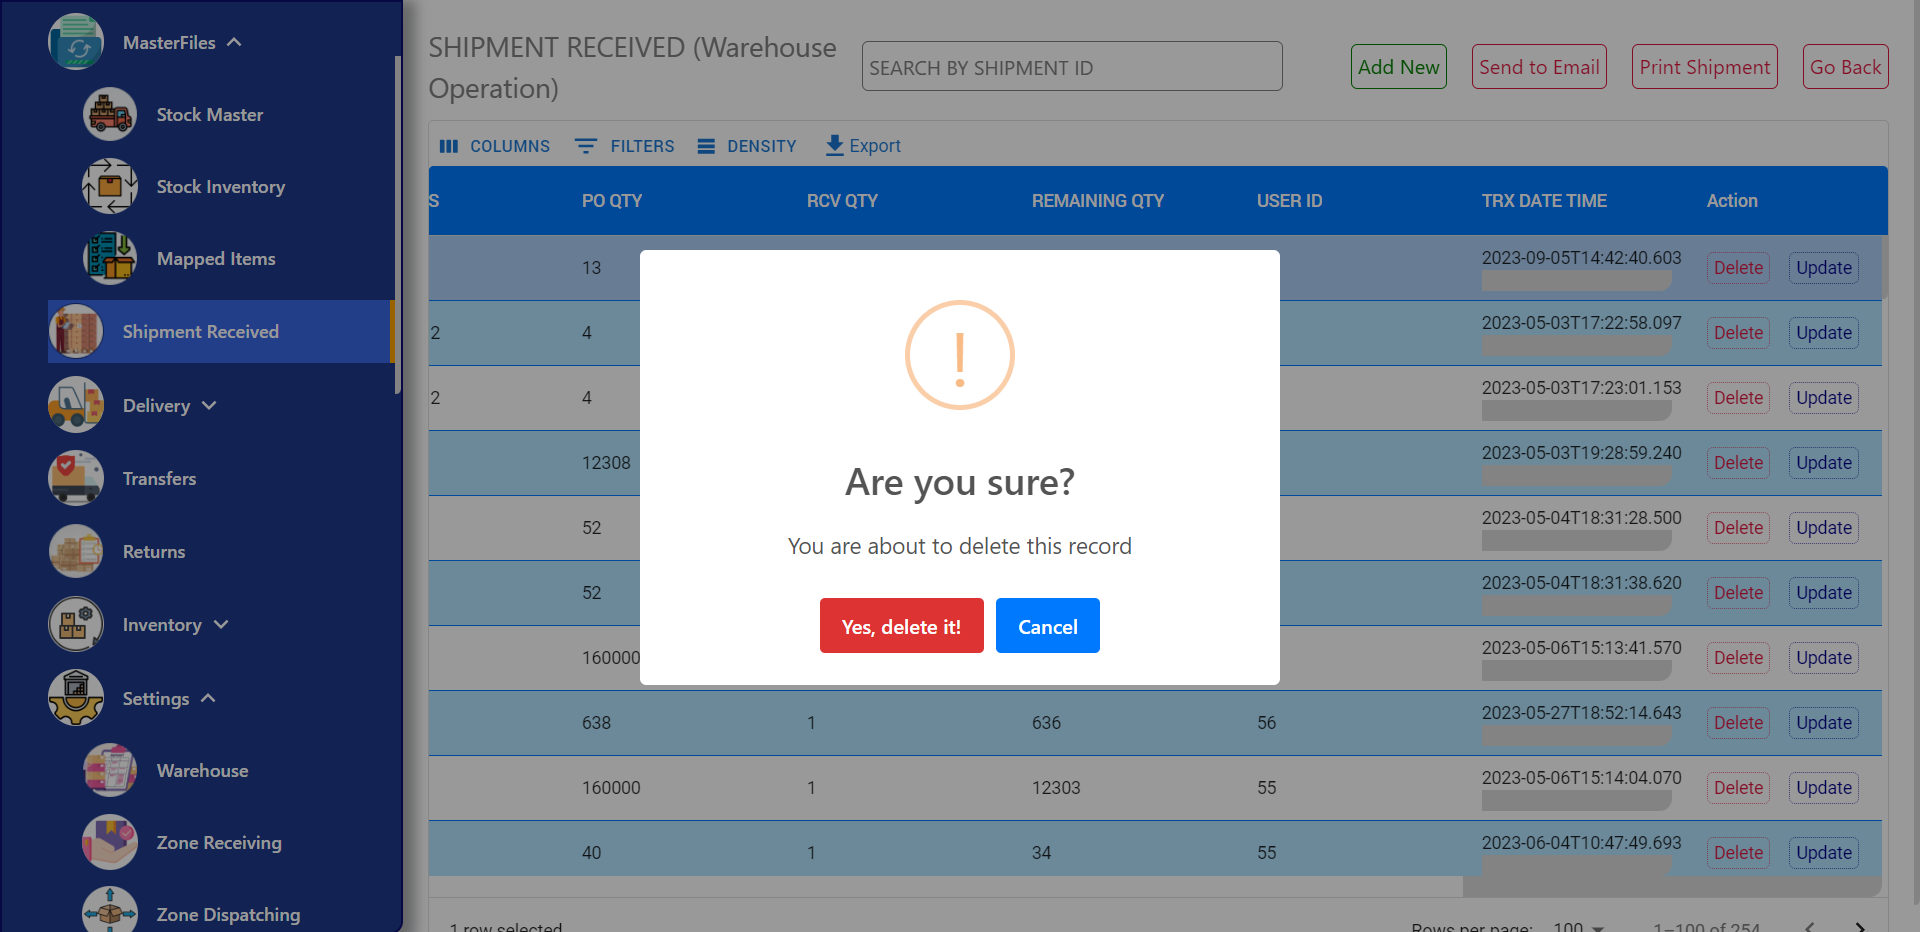 MasterFiles
Stock Master
Stock Inventory
Mapped Items
Shipment Received
Delivery
Transfers
Returns
Inventory
Settings
Warehouse
Zone Receiving
Zone Dispatching
SHIPMENT RECEIVED (Warehouse
Operation)
SEARCH BY SHIPMENT ID
Add New
Send to Email
Print Shipment
Go Back
COLUMNS
FILTERS
DENSITY
Export
S PO QTY RCV QTY REMAINING QTY USER ID TRX DATE TIME Action
13 2023-09-05T14:42:40.603 Delete Update
2 4 2023-05-03T17:22:58.097 Delete Update
2 4 2023-05-03T17:23:01.153 Delete Update
12308 2023-05-03T19:28:59.240 Delete Update
52 2023-05-04T18:31:28.500 Delete Update
52 2023-05-04T18:31:38.620 Delete Update
160000 2023-05-06T15:13:41.570 Delete Update
638 1 636 56 2023-05-27T18:52:14.643 Delete Update
160000 1 12303 55 2023-05-06T15:14:04.070 Delete Update
40 1 34 55 2023-06-04T10:47:49.693 Delete Update
1 row selected
Rows per page: 100 1–100 of 254
!
Are you sure?
You are about to delete this record
Yes, delete it!
Cancel